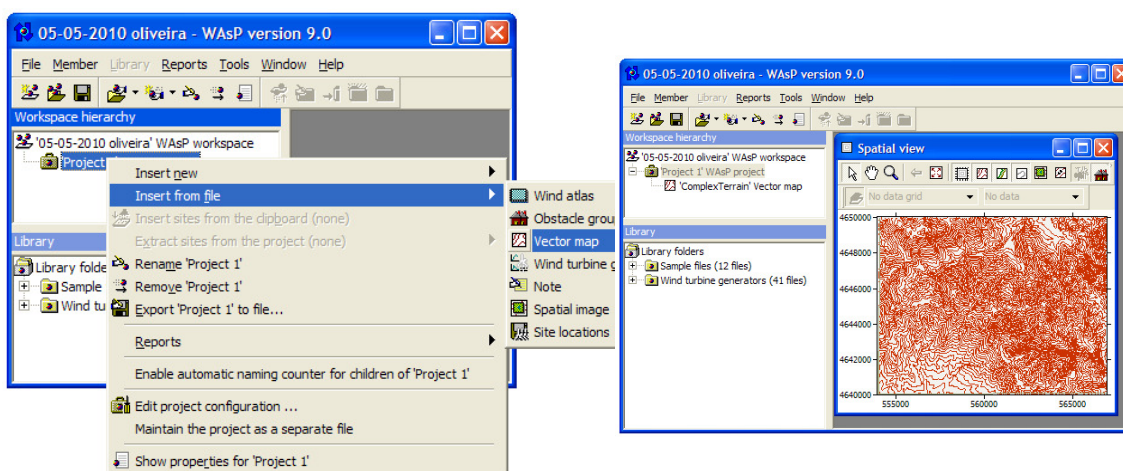 05-05-2010 oliveira - WAsP version 9.0
File Member Library Reports Tools Window Help
Workspace hierarchy
'05-05-2010 oliveira' WAsP workspace
'Project
Insert new
Insert from file
Insert sites from the clipboard (none)
Extract sites from the project (none)
Rename 'Project 1'
Remove 'Project 1'
Export 'Project 1' to file...
Reports
Enable automatic naming counter for children of 'Project 1'
Edit project configuration ...
Maintain the project as a separate file
Show properties for 'Project 1'
Wind atlas
Obstacle grou
Vector map
Wind turbine g
Note
Spatial image
Site locations
Library
Library folde
Sample
Wind tu
05-05-2010 oliveira - WAsP version 9.0
File Member Library Reports Tools Window Help
Workspace hierarchy
'05-05-2010 oliveira' WAsP workspace
'Project 1' WAsP project
'ComplexTerrain' Vector map
Library
Library folders
Sample files (12 files)
Wind turbine generators (41 files)
Spatial view
No data grid No data
4650000
4648000
4646000
4644000
4642000
4640000
555000 560000 565000